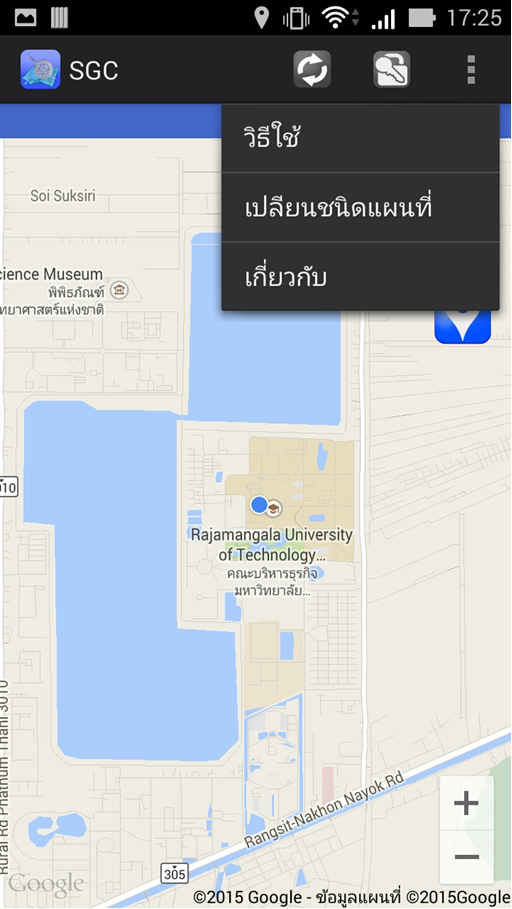 17:25
SGC
วิธีใช้
เปลี่ยนชนิดแผนที่
เกี่ยวกับ
Soi Suksiri
cience Museum
พิพิธภัณฑ์
ทยาศาสตร์แห่งชาติ
10
Rajamangala University
of Technology...
คณะบริหารธุรกิจ
มหาวิทยาลัย...
Rural Rd Phathum Thani 3010
Rangsit-Nakhon Nayok Rd
+
−
305
Google
©2015 Google - ข้อมูลแผนที่ ©2015Google